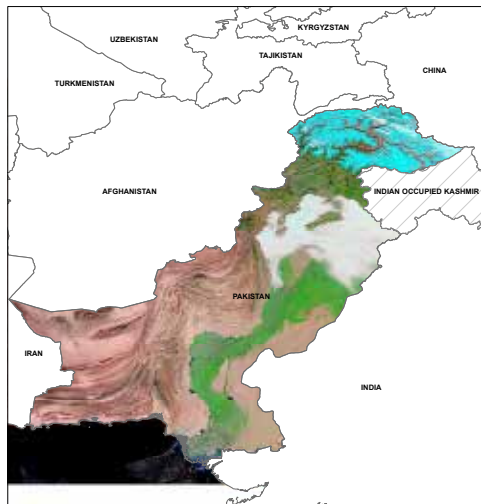 UZBEKISTAN
KYRGYZSTAN
TAJIKISTAN
CHINA
TURKMENISTAN
AFGHANISTAN
INDIAN OCCUPIED KASHMIR
PAKISTAN
IRAN
INDIA